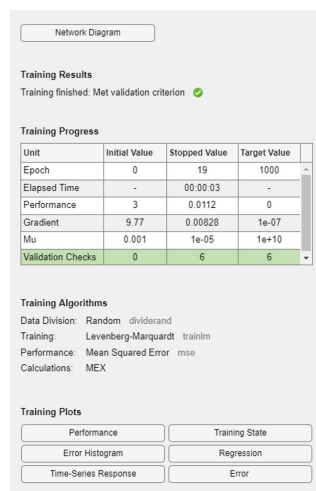 Network Diagram
Training Results
Training finished: Met validation criterion
Training Progress
Unit Initial Value Stopped Value Target Value
Epoch 0 19 1000
Elapsed Time - 00:00:03 -
Performance 3 0.0112 0
Gradient 9.77 0.00828 1e-07
Mu 0.001 1e-05 1e+10
Validation Checks 0 6 6
Training Algorithms
Data Division: Random dividerand
Training: Levenberg-Marquardt trainlm
Performance: Mean Squared Error mse
Calculations: MEX
Training Plots
Performance Training State
Error Histogram Regression
Time-Series Response Error